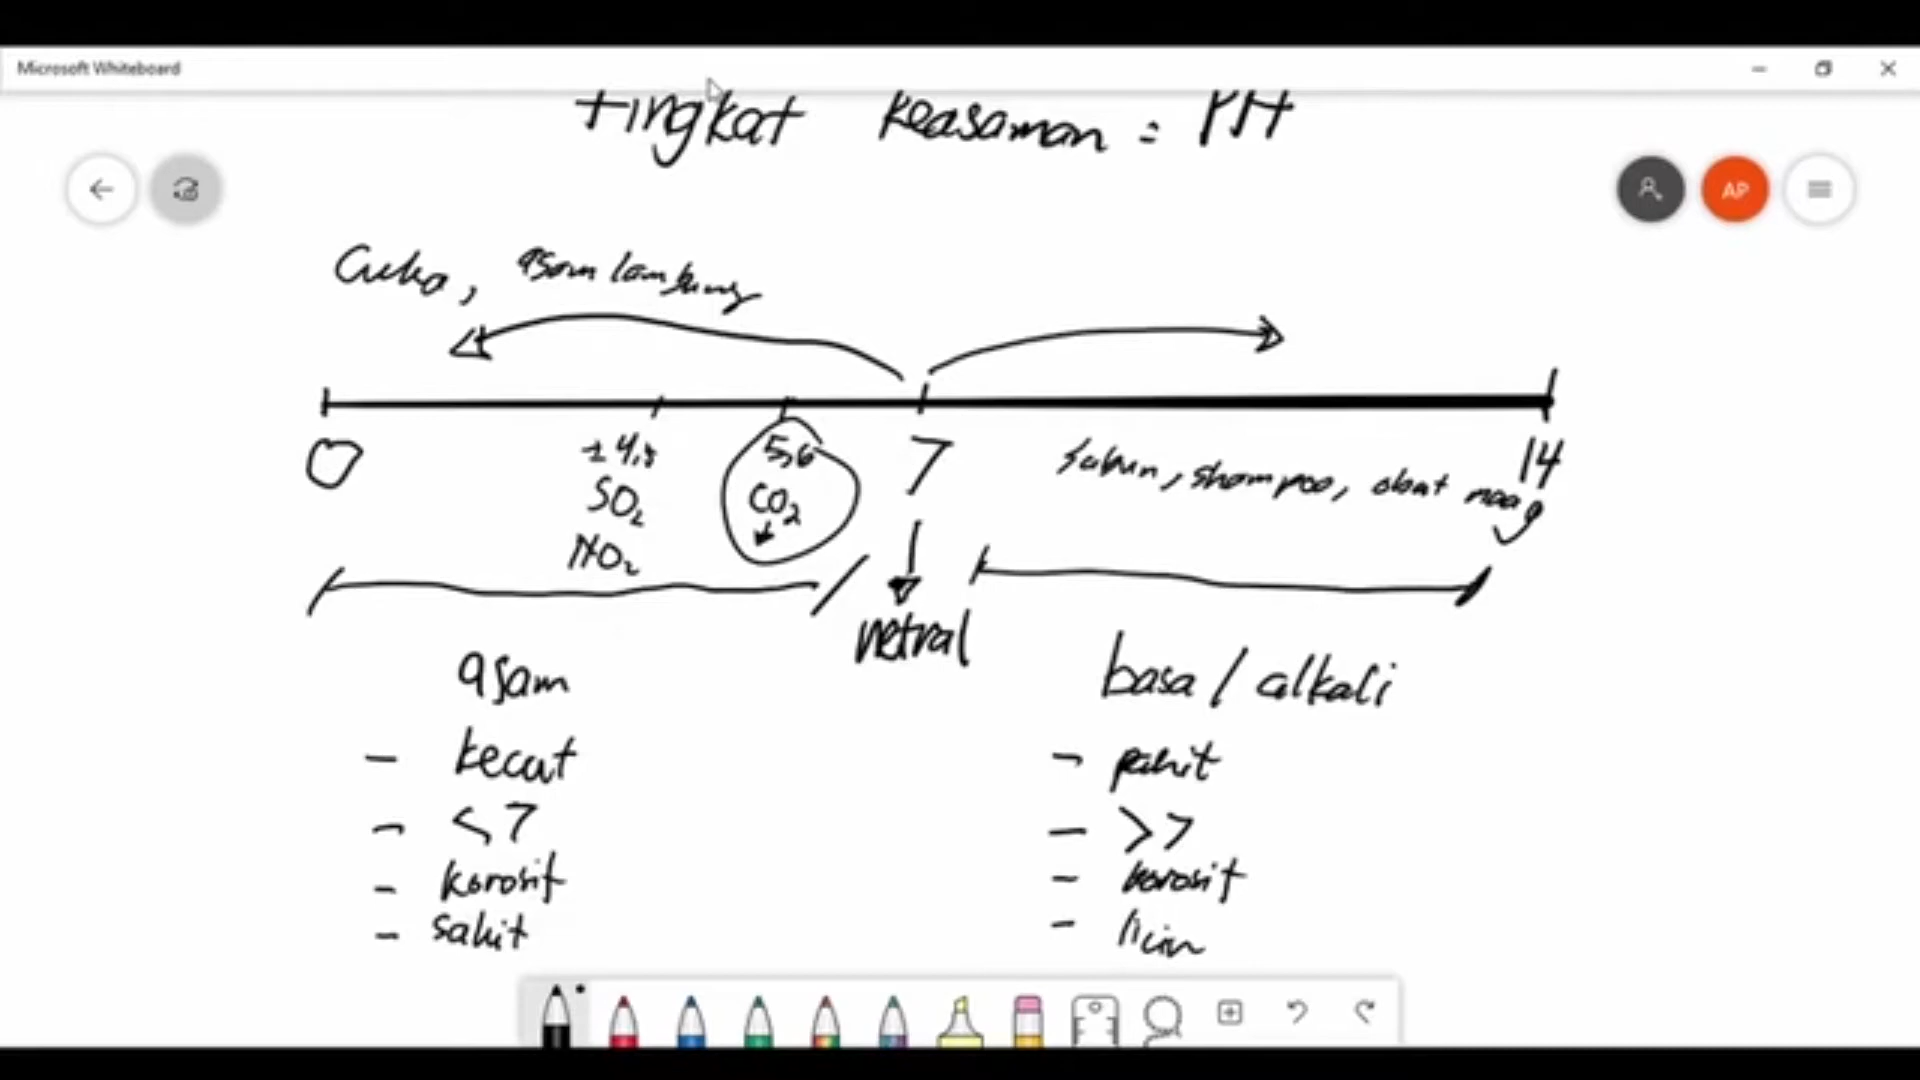 Microsoft Whiteboard
tingkat keasaman = PH
AP
Cuka, asam lambung
0
± 4,5
SO2
NO2
5,6
CO2
7
netral
sabun, shampoo, obat maag
14
asam
- kecut
- < 7
- korosif
- sakit
basa / alkali
- pahit
- > 7
- korosif
- licin